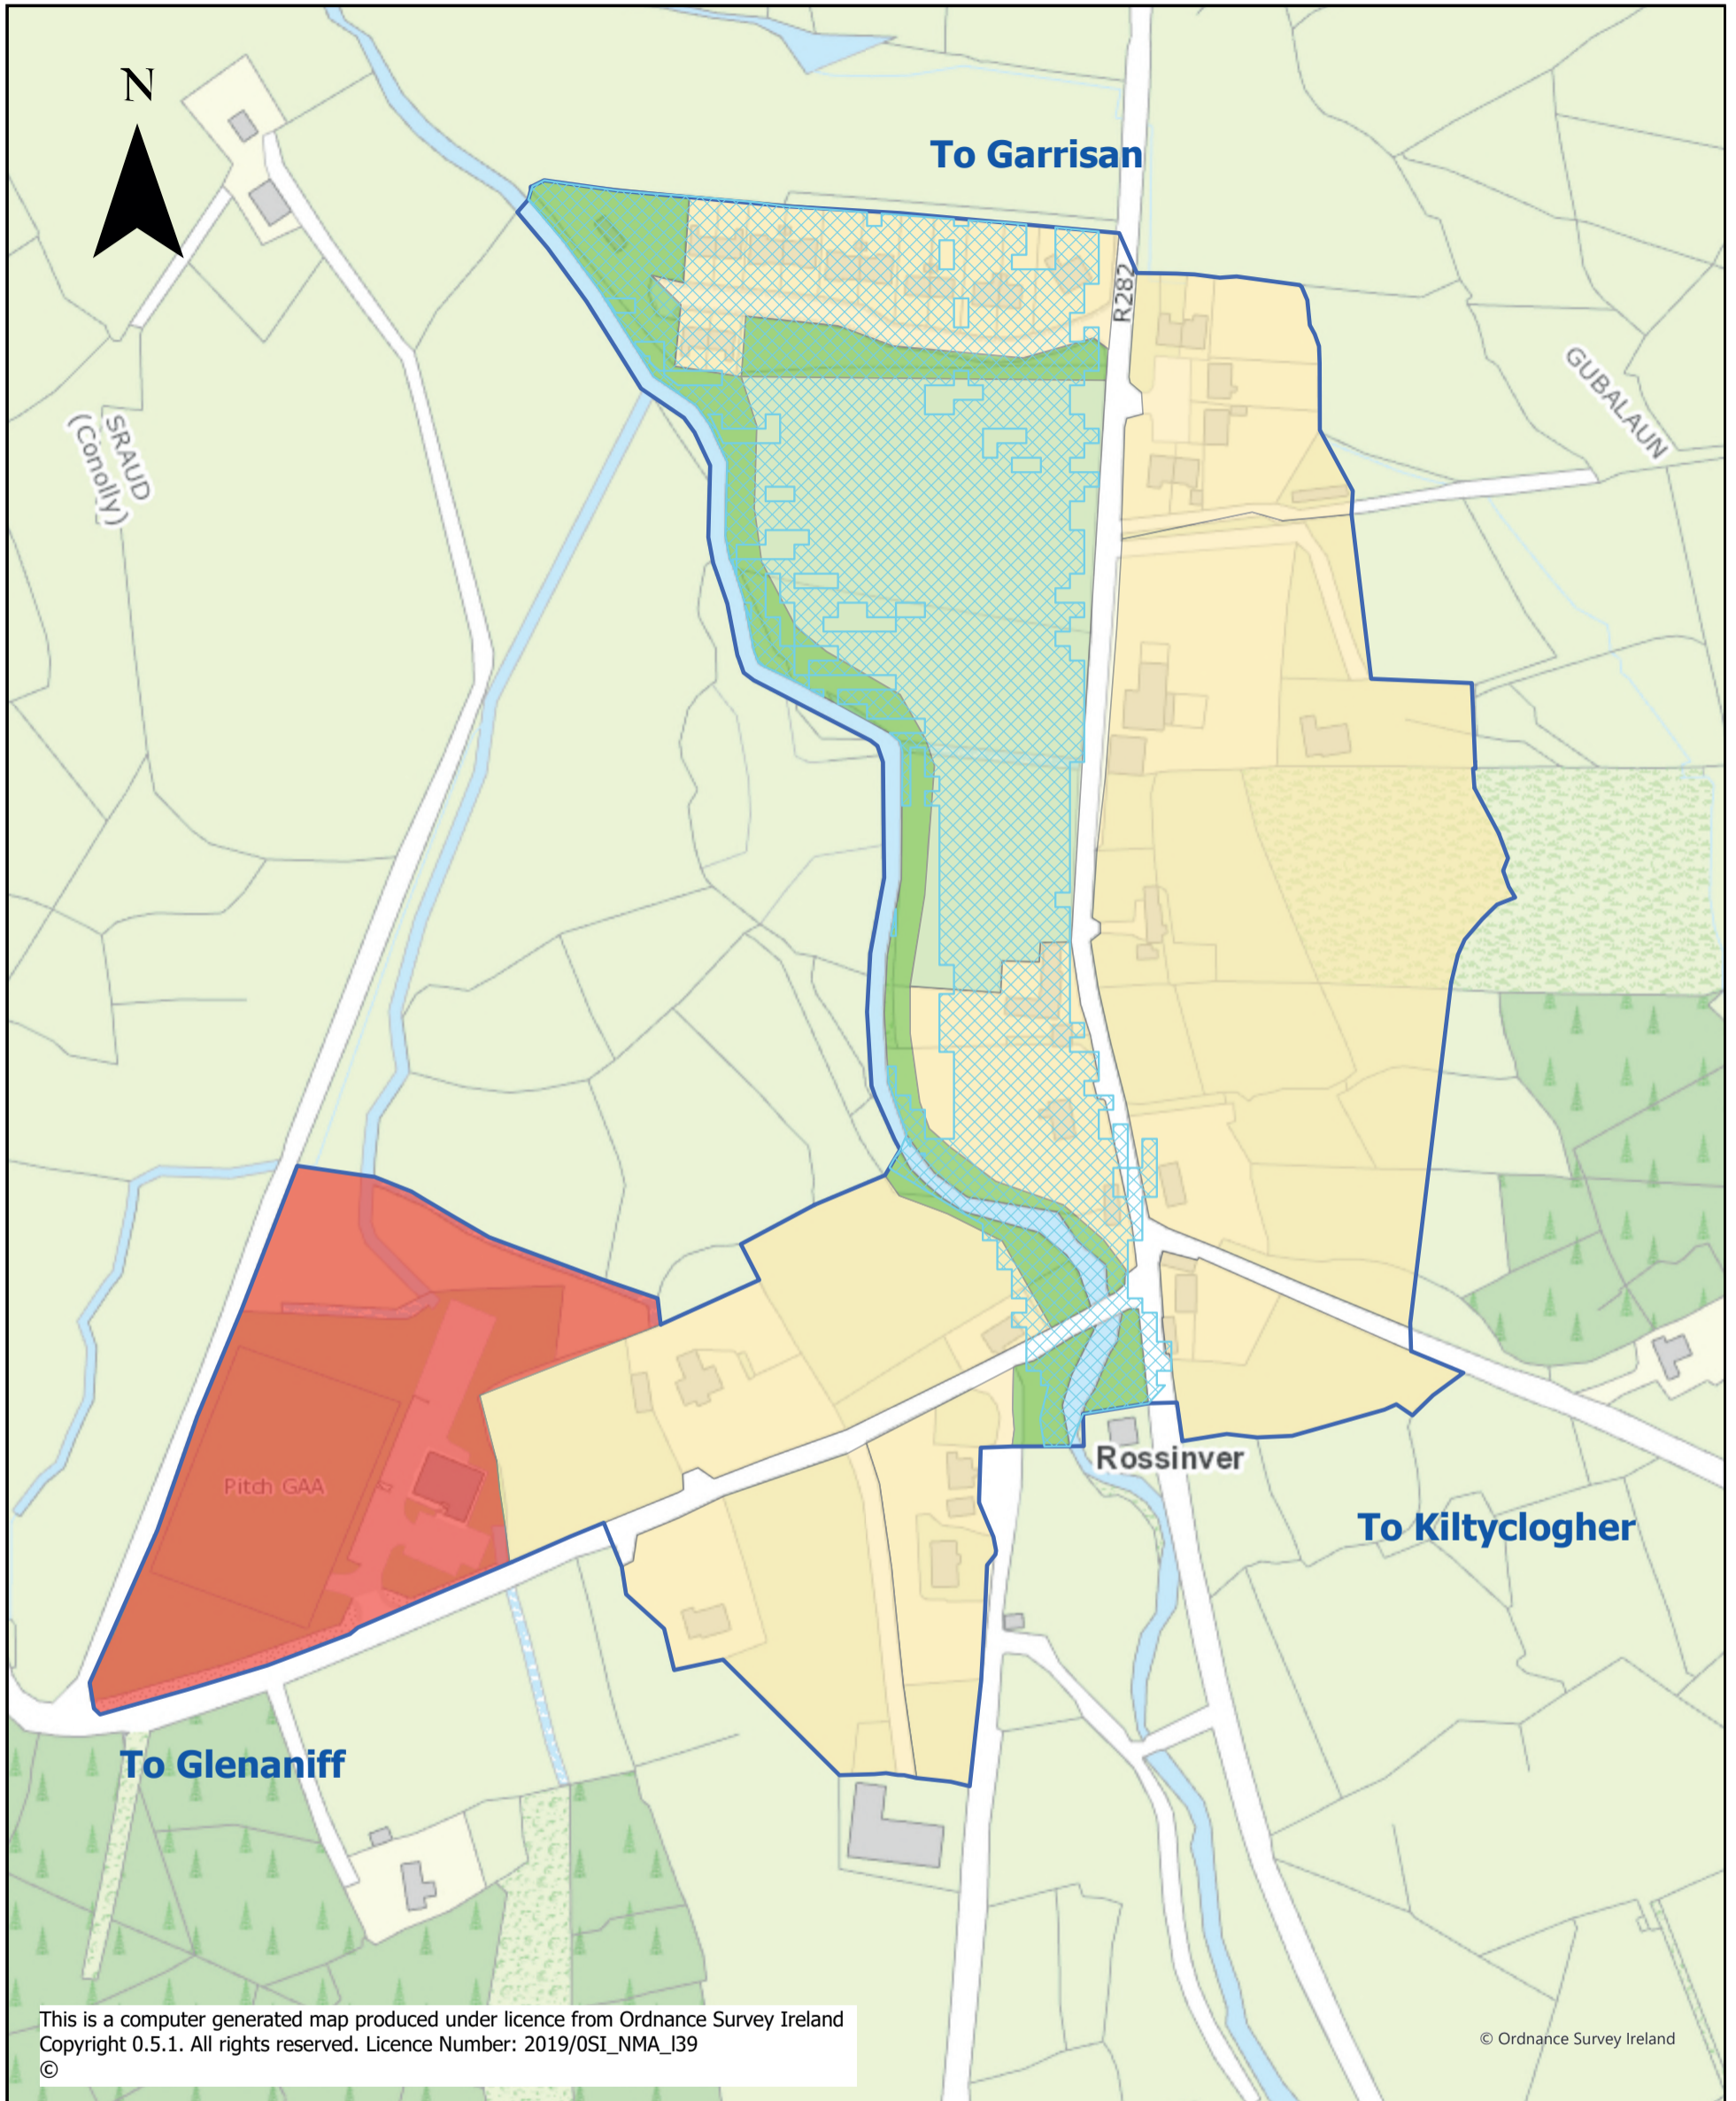 N
To Garrisan
R282
GUBALAUN
SRAUD
(Conolly)
Pitch GAA
Rossinver
To Kiltyclogher
To Glenaniff
This is a computer generated map produced under licence from Ordnance Survey Ireland
Copyright 0.5.1. All rights reserved. Licence Number: 2019/0SI_NMA_l39
©
© Ordnance Survey Ireland